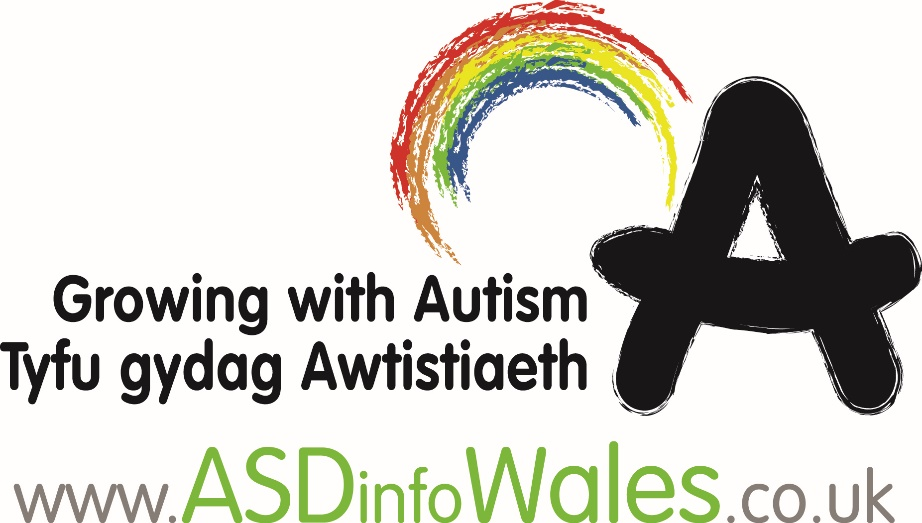 Growing with Autism
Tyfu gydag Awtistiaeth
A
www.ASDinfoWales.co.uk